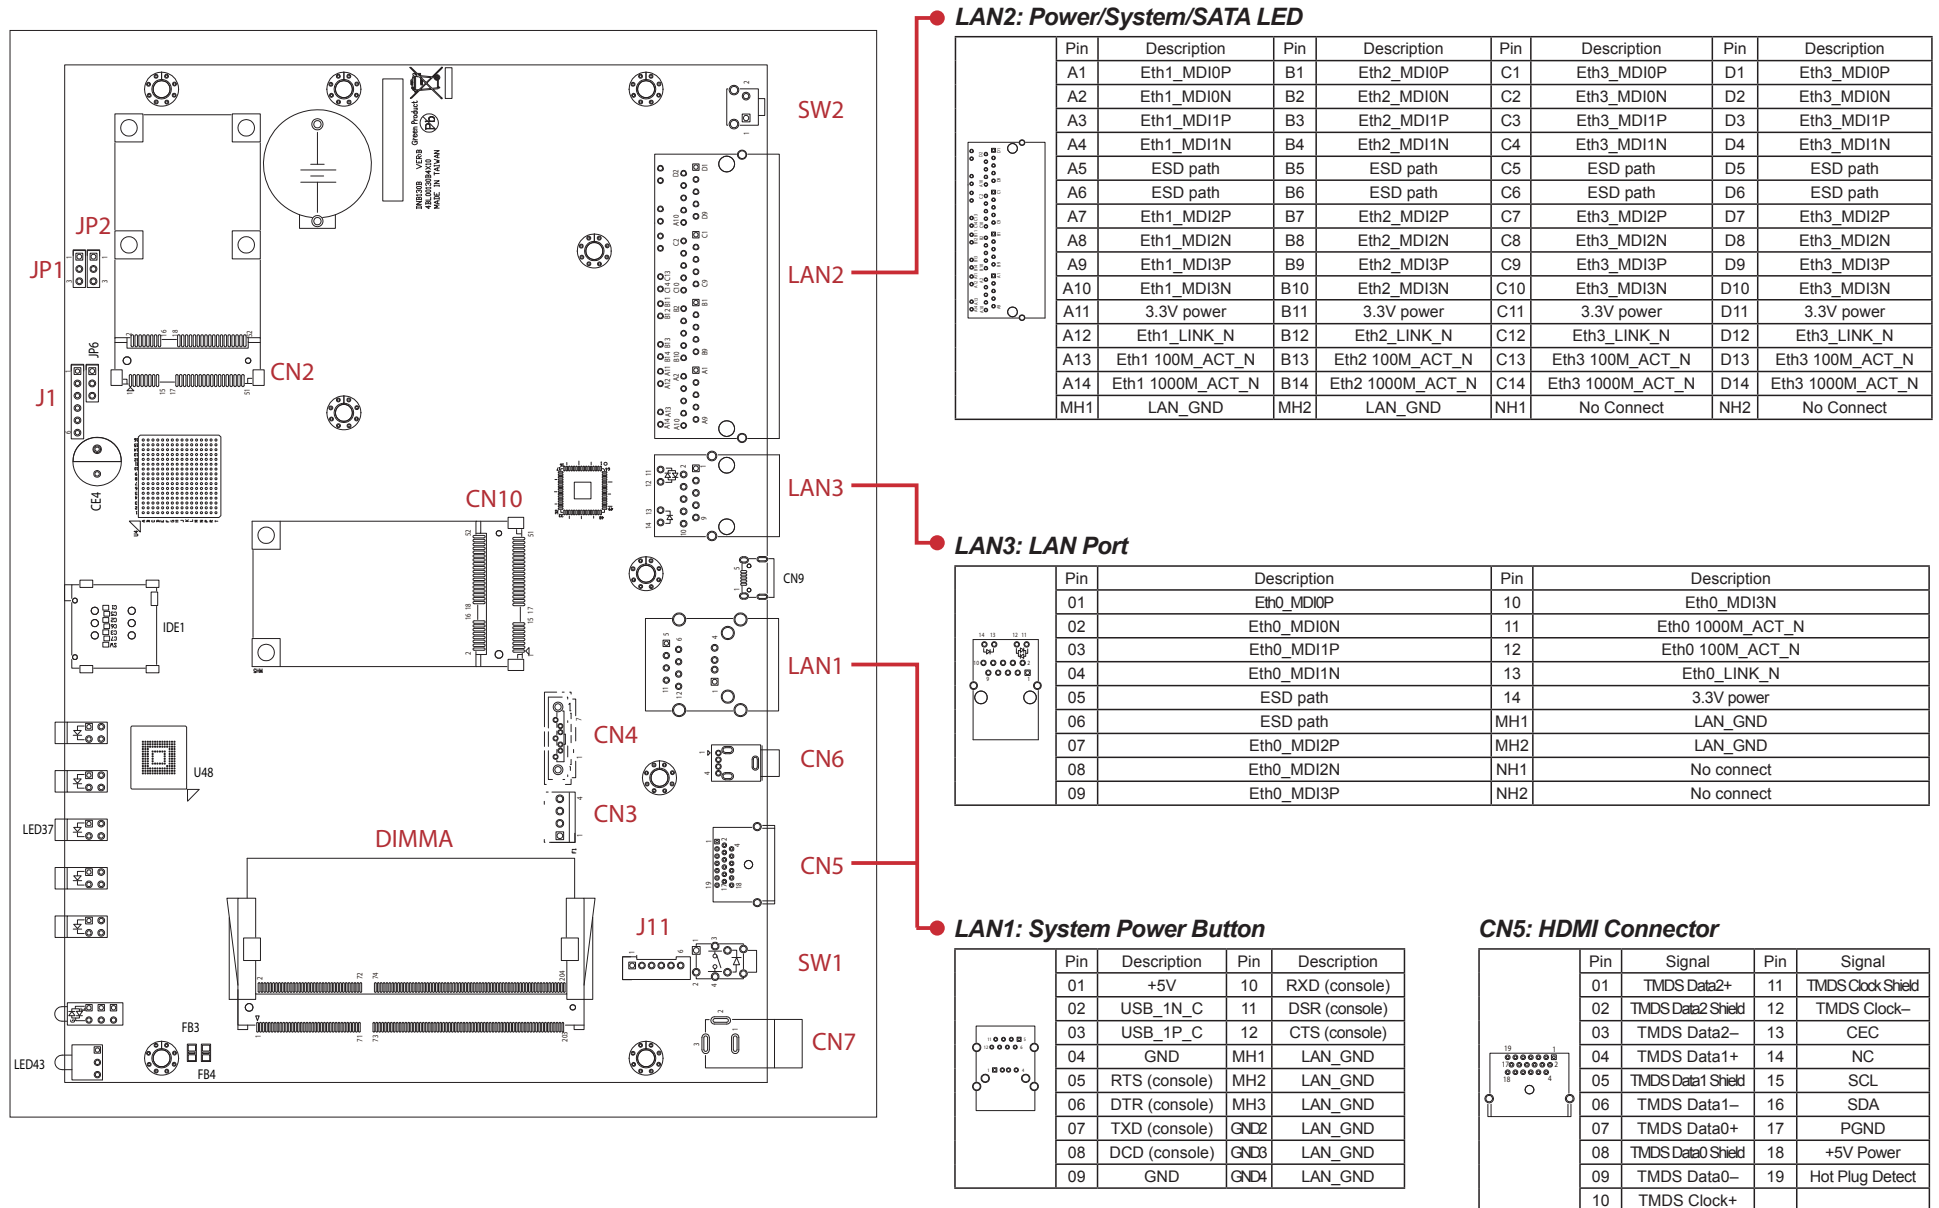 LAN2: Power/System/SATA LED
Pin Description Pin Description Pin Description Pin Description
A1 Eth1_MDI0P B1 Eth2_MDI0P C1 Eth3_MDI0P D1 Eth3_MDI0P
A2 Eth1_MDI0N B2 Eth2_MDI0N C2 Eth3_MDI0N D2 Eth3_MDI0N
A3 Eth1_MDI1P B3 Eth2_MDI1P C3 Eth3_MDI1P D3 Eth3_MDI1P
A4 Eth1_MDI1N B4 Eth2_MDI1N C4 Eth3_MDI1N D4 Eth3_MDI1N
A5 ESD path B5 ESD path C5 ESD path D5 ESD path
A6 ESD path B6 ESD path C6 ESD path D6 ESD path
A7 Eth1_MDI2P B7 Eth2_MDI2P C7 Eth3_MDI2P D7 Eth3_MDI2P
A8 Eth1_MDI2N B8 Eth2_MDI2N C8 Eth3_MDI2N D8 Eth3_MDI2N
A9 Eth1_MDI3P B9 Eth2_MDI3P C9 Eth3_MDI3P D9 Eth3_MDI3P
A10 Eth1_MDI3N B10 Eth2_MDI3N C10 Eth3_MDI3N D10 Eth3_MDI3N
A11 3.3V power B11 3.3V power C11 3.3V power D11 3.3V power
A12 Eth1_LINK_N B12 Eth2_LINK_N C12 Eth3_LINK_N D12 Eth3_LINK_N
A13 Eth1 100M_ACT_N B13 Eth2 100M_ACT_N C13 Eth3 100M_ACT_N D13 Eth3 100M_ACT_N
A14 Eth1 1000M_ACT_N B14 Eth2 1000M_ACT_N C14 Eth3 1000M_ACT_N D14 Eth3 1000M_ACT_N
MH1 LAN_GND MH2 LAN_GND NH1 No Connect NH2 No Connect
LAN3: LAN Port
Pin Description Pin Description
01 Eth0_MDI0P 10 Eth0_MDI3N
02 Eth0_MDI0N 11 Eth0 1000M_ACT_N
03 Eth0_MDI1P 12 Eth0 100M_ACT_N
04 Eth0_MDI1N 13 Eth0_LINK_N
05 ESD path 14 3.3V power
06 ESD path MH1 LAN_GND
07 Eth0_MDI2P MH2 LAN_GND
08 Eth0_MDI2N NH1 No connect
09 Eth0_MDI3P NH2 No connect
LAN1: System Power Button
Pin Description Pin Description
01 +5V 10 RXD (console)
02 USB_1N_C 11 DSR (console)
03 USB_1P_C 12 CTS (console)
04 GND MH1 LAN_GND
05 RTS (console) MH2 LAN_GND
06 DTR (console) MH3 LAN_GND
07 TXD (console) GND2 LAN_GND
08 DCD (console) GND3 LAN_GND
09 GND GND4 LAN_GND
CN5: HDMI Connector
Pin Signal Pin Signal
01 TMDS Data2+ 11 TMDS Clock Shield
02 TMDS Data2 Shield 12 TMDS Clock–
03 TMDS Data2– 13 CEC
04 TMDS Data1+ 14 NC
05 TMDS Data1 Shield 15 SCL
06 TMDS Data1– 16 SDA
07 TMDS Data0+ 17 PGND
08 TMDS Data0 Shield 18 +5V Power
09 TMDS Data0– 19 Hot Plug Detect
10 TMDS Clock+
SW2
LAN2
LAN3
CN9
LAN1
CN6
CN5
SW1
CN7
JP2
JP1
JP6
CN2
J1
CE4
CN10
IDE1
CN4
CN3
U48
LED37
DIMMA
J11
FB3
FB4
LED43
Green Product
Pb
DNB130B VERB
4BL00130B4X10
MADE IN TAIWAN